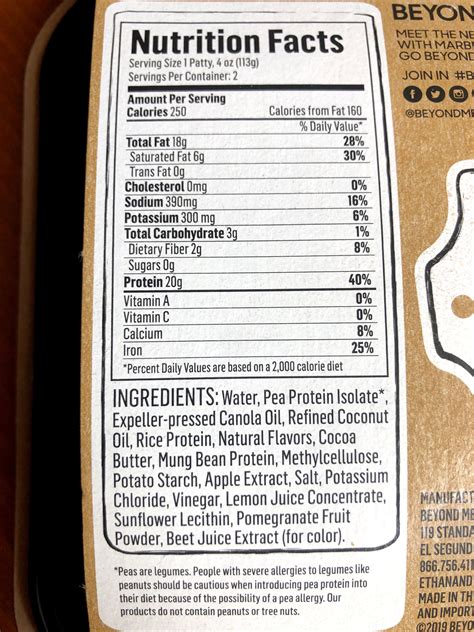 Nutrition Facts
Serving Size 1 Patty, 4 oz (113g)
Servings Per Container: 2
Amount Per Serving
Calories 250 Calories from Fat 160
% Daily Value*
Total Fat 18g 28%
Saturated Fat 6g 30%
Trans Fat 0g
Cholesterol 0mg 0%
Sodium 390mg 16%
Potassium 300 mg 6%
Total Carbohydrate 3g 1%
Dietary Fiber 2g 8%
Sugars 0g
Protein 20g 40%
Vitamin A 0%
Vitamin C 0%
Calcium 8%
Iron 25%
*Percent Daily Values are based on a 2,000 calorie diet
INGREDIENTS: Water, Pea Protein Isolate*,
Expeller-pressed Canola Oil, Refined Coconut
Oil, Rice Protein, Natural Flavors, Cocoa
Butter, Mung Bean Protein, Methylcellulose,
Potato Starch, Apple Extract, Salt, Potassium
Chloride, Vinegar, Lemon Juice Concentrate,
Sunflower Lecithin, Pomegranate Fruit
Powder, Beet Juice Extract (for color).
*Peas are legumes. People with severe allergies to legumes like
peanuts should be cautious when introducing pea protein into
their diet because of the possibility of a pea allergy. Our
products do not contain peanuts or tree nuts.
BEYON
MEET THE NE
WITH MARB
GO BEYOND
JOIN IN #B
@BEYONDME
MANUFACT
BEYOND ME
119 STANDA
EL SEGUND
866.756.411
ETHANAND
MADE IN TH
AND IMPORT
©2019 BEYO